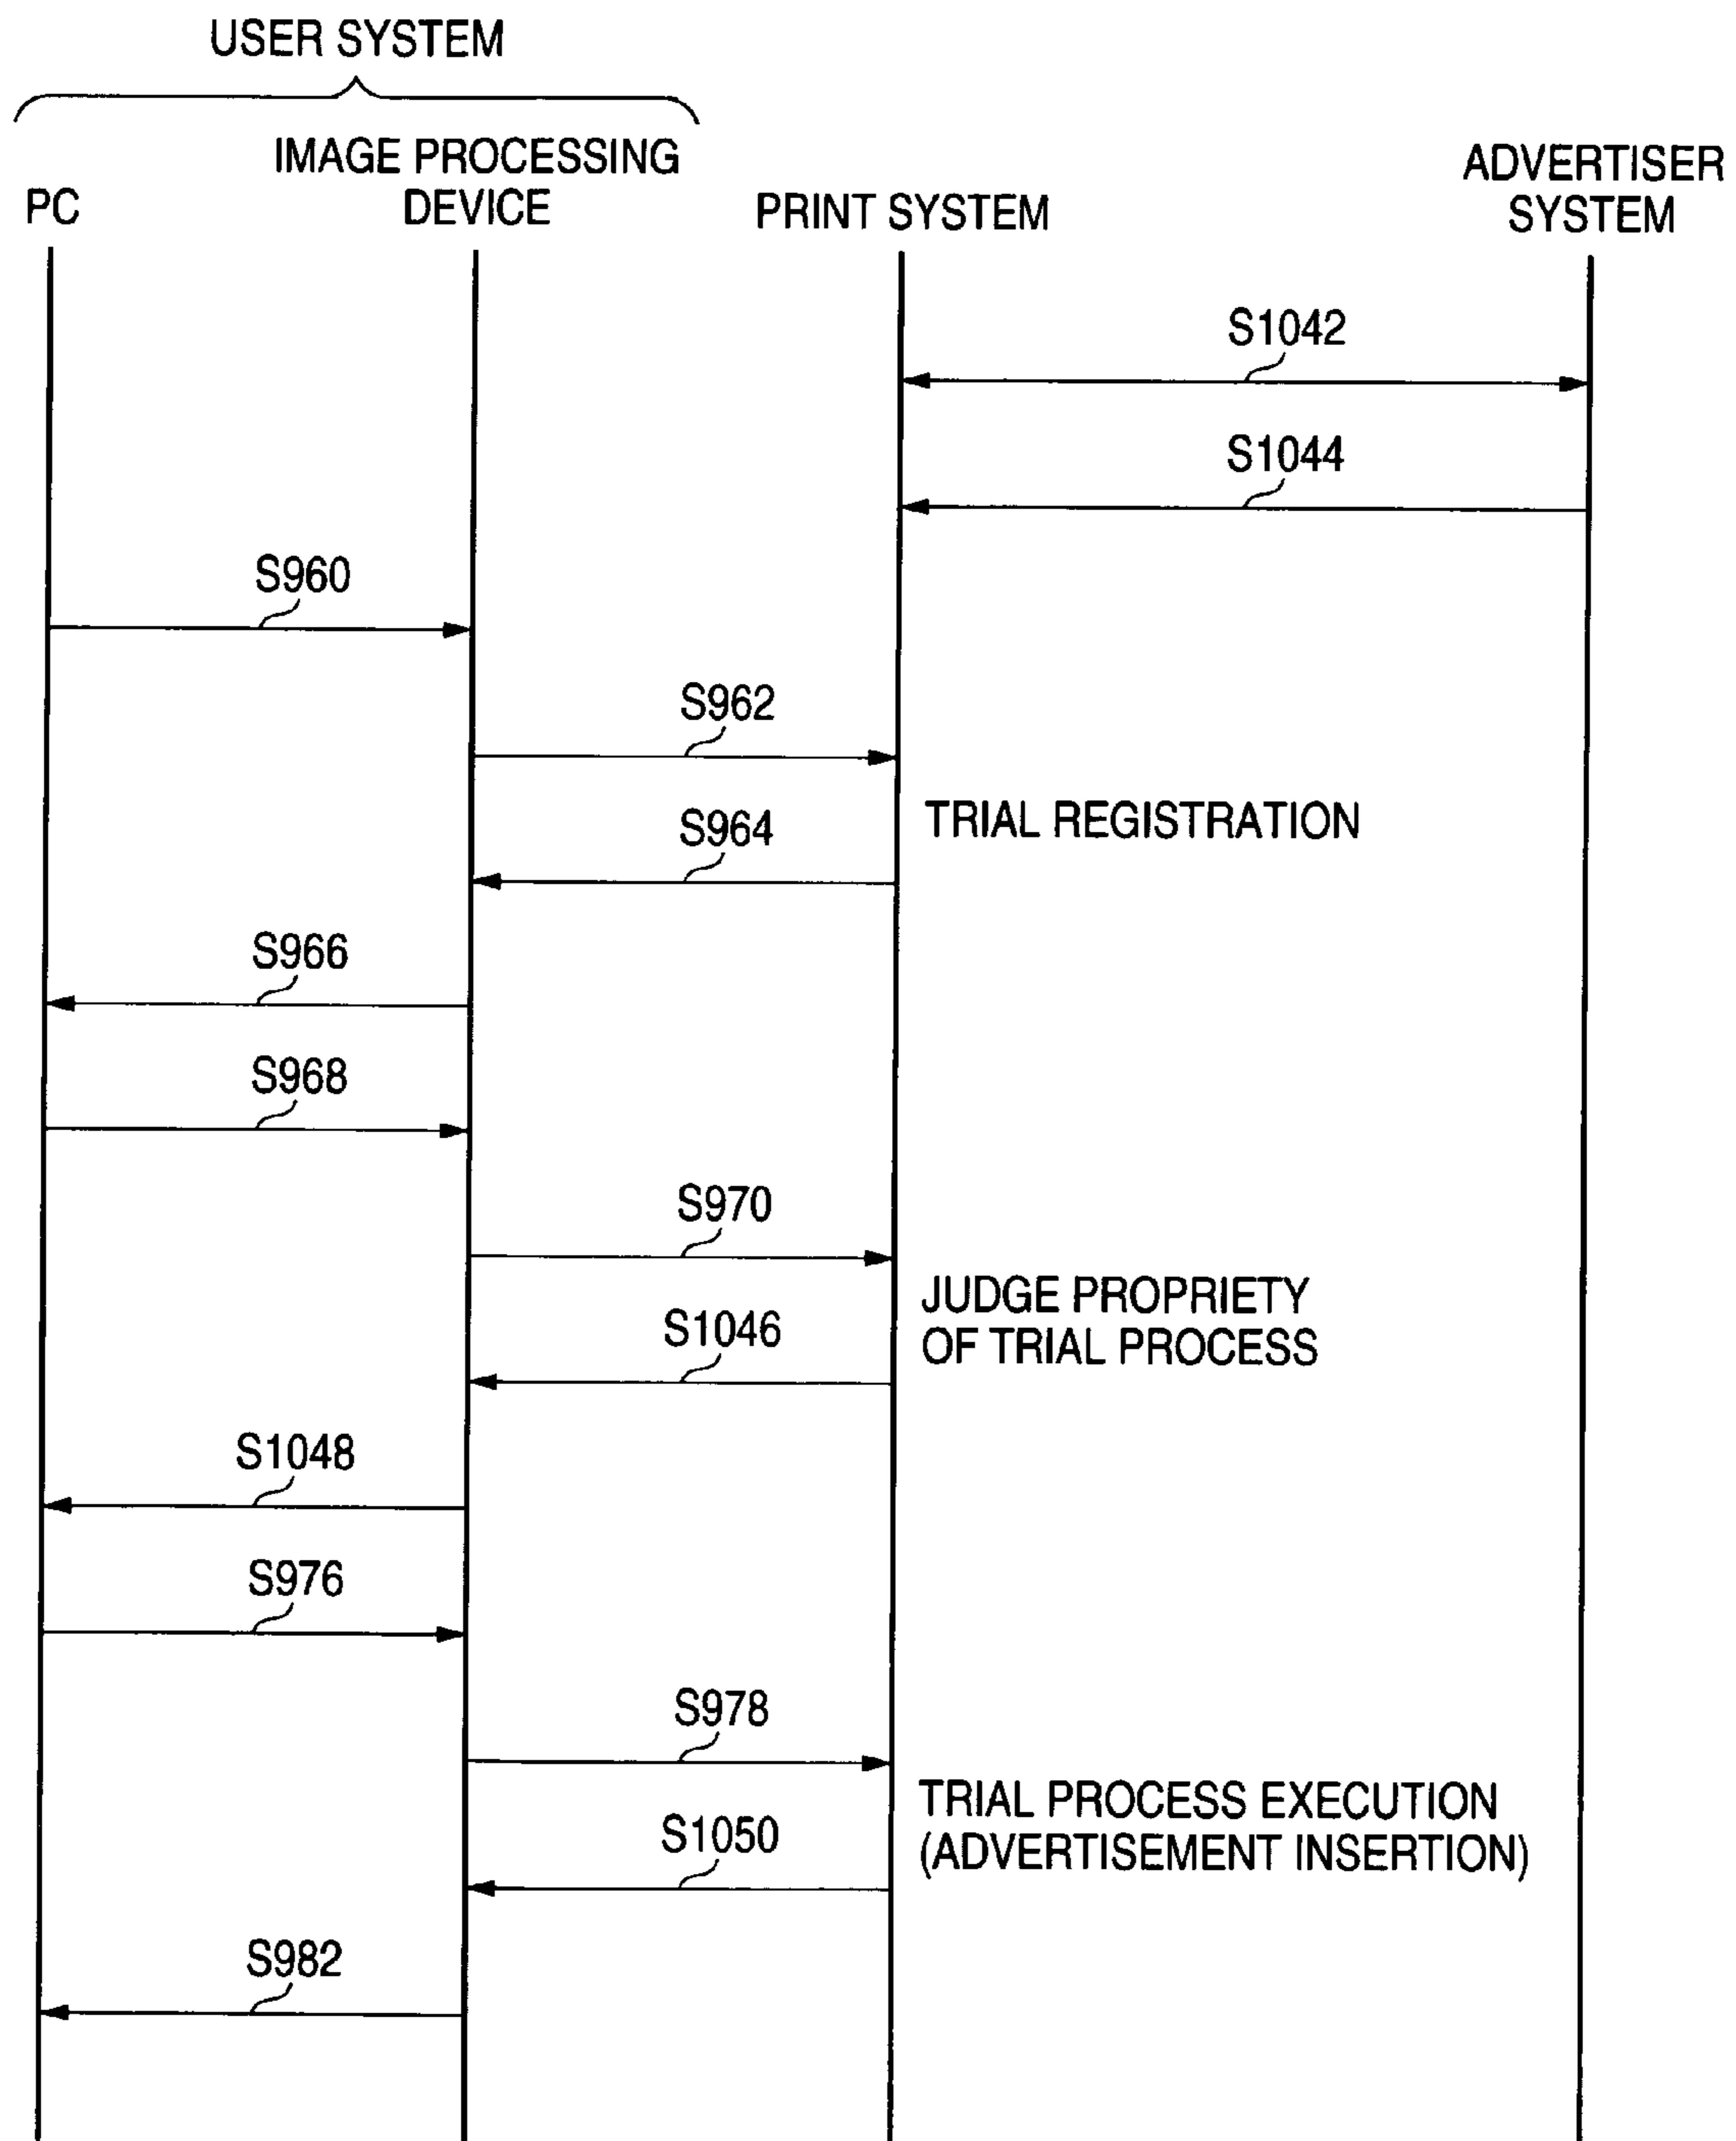 USER SYSTEM
PC
IMAGE PROCESSING
DEVICE
PRINT SYSTEM
ADVERTISER
SYSTEM
S1042
S1044
S960
S962
TRIAL REGISTRATION
S964
S966
S968
S970
JUDGE PROPRIETY
OF TRIAL PROCESS
S1046
S1048
S976
S978
TRIAL PROCESS EXECUTION
(ADVERTISEMENT INSERTION)
S1050
S982